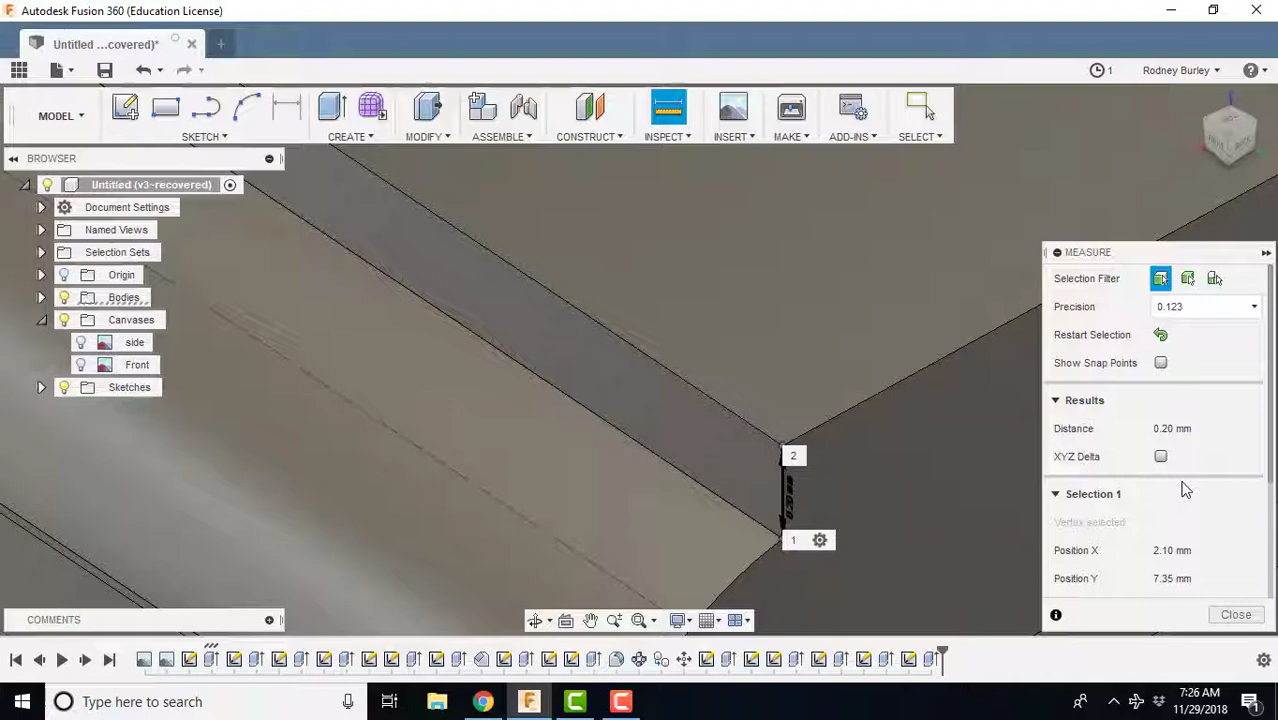 Autodesk Fusion 360 (Education License)
Untitled ...covered)*
1
Rodney Burley
MODEL
SKETCH
CREATE
MODIFY
ASSEMBLE
CONSTRUCT
INSPECT
INSERT
MAKE
ADD-INS
SELECT
BROWSER
Untitled (v3~recovered)
Document Settings
Named Views
Selection Sets
Origin
Bodies
Canvases
side
Front
Sketches
MEASURE
Selection Filter
Precision 0.123
Restart Selection
Show Snap Points
Results
Distance 0.20 mm
XYZ Delta
Selection 1
Vertex selected
Position X 2.10 mm
Position Y 7.35 mm
Close
2
0.20 mm
1
COMMENTS
Type here to search
7:26 AM
11/29/2018
1